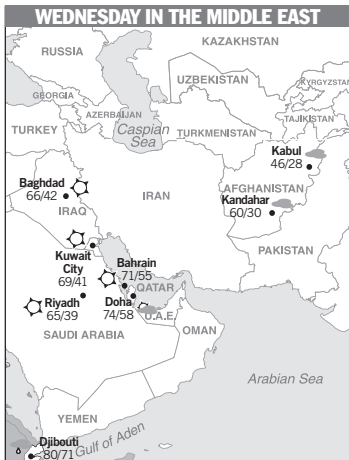 WEDNESDAY IN THE MIDDLE EAST
KAZAKHSTAN
RUSSIA
UZBEKISTAN
KYRGYZSTAN
GEORGIA
AZERBAIJAN
TAJIKISTAN
TURKEY
Caspian
Sea
TURKMENISTAN
Kabul
46/28
Baghdad
66/42
IRAQ
IRAN
AFGHANISTAN
Kandahar
60/30
PAKISTAN
Kuwait
City
69/41
Bahrain
71/55
QATAR
Riyadh
65/39
Doha
74/58
U.A.E.
SAUDI ARABIA
OMAN
Arabian Sea
YEMEN
Djibouti
80/71
Gulf of Aden